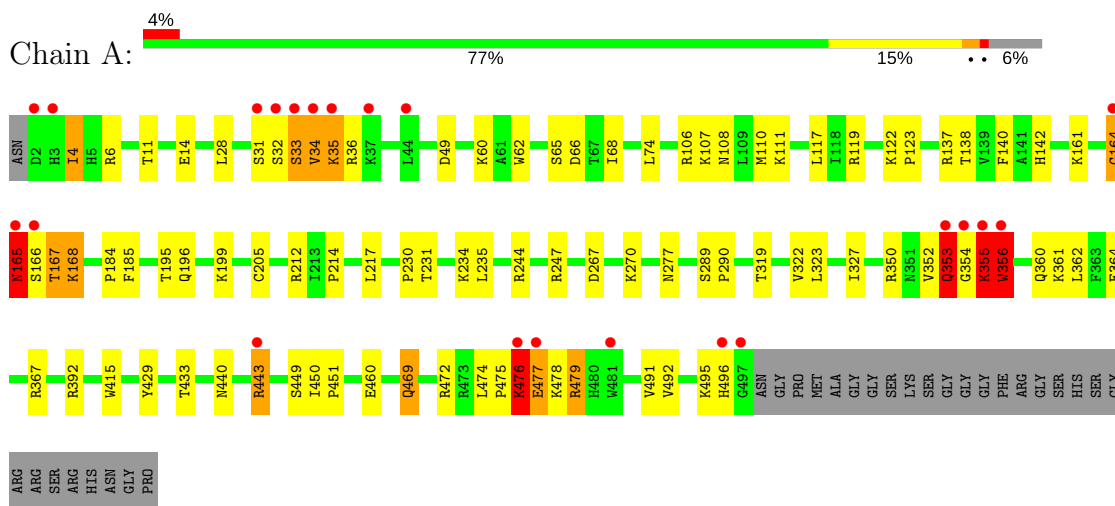 4%
Chain A:
77% 15% • • 6%
ASN D2 H3 I4 H5 R6 T11 E14 L28 S31 S32 S33 V34 K35 R36 K37 L44 D49 K60 A61 W62 S65 D66 T67 I68 L74 R106 K107 N108 L109 M110 K111 L117 I118 R119 K122 P123 R137 T138 V139 F140 A141 H142 K161
N165 S166 T167 K168 P184 F185 T195 Q196 K199 C205 R212 I213 P214 L217 P230 T231 K234 L235 R244 R247 D267 K270 N277 S289 P290 T319 V322 L323 I327 R350 N351 V352 Q353 G354 K355 W356 Q360 K361 L362 F363
R367 R392 W415 Y429 T433 N440 R443 S449 I450 P451 E460 Q469 R472 R473 L474 P475 K476 E477 K478 R479 H480 W481 V491 V492 K495 H496 G497 ASN GLY PRO MET ALA GLY GLY SER LYS SER GLY GLY GLY PHE ARG GLY SER HIS SER GLY
ARG ARG SER ARG HIS ASN GLY PRO